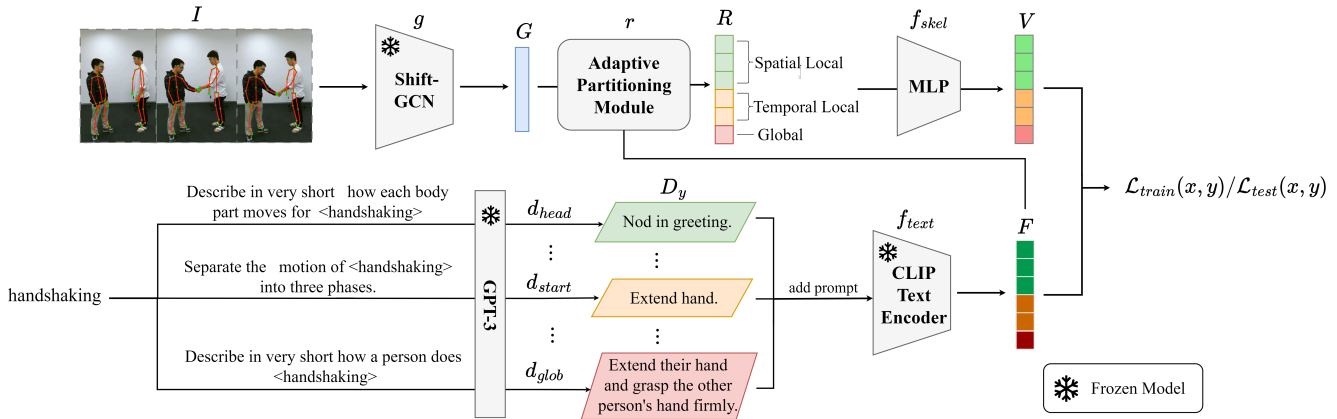 I
g
G
r
R
f_skel
V
Shift-
GCN
Adaptive
Partitioning
Module
Spatial Local
Temporal Local
Global
MLP
Describe in very short how each body
part moves for <handshaking>
Separate the motion of <handshaking>
into three phases.
handshaking
Describe in very short how a person does
<handshaking>
GPT-3
d_head
⋮
d_start
⋮
d_glob
D_y
Nod in greeting.
⋮
Extend hand.
⋮
Extend their hand
and grasp the other
person's hand firmly.
add prompt
f_text
CLIP
Text
Encoder
F
L_train(x, y)/L_test(x, y)
Frozen Model